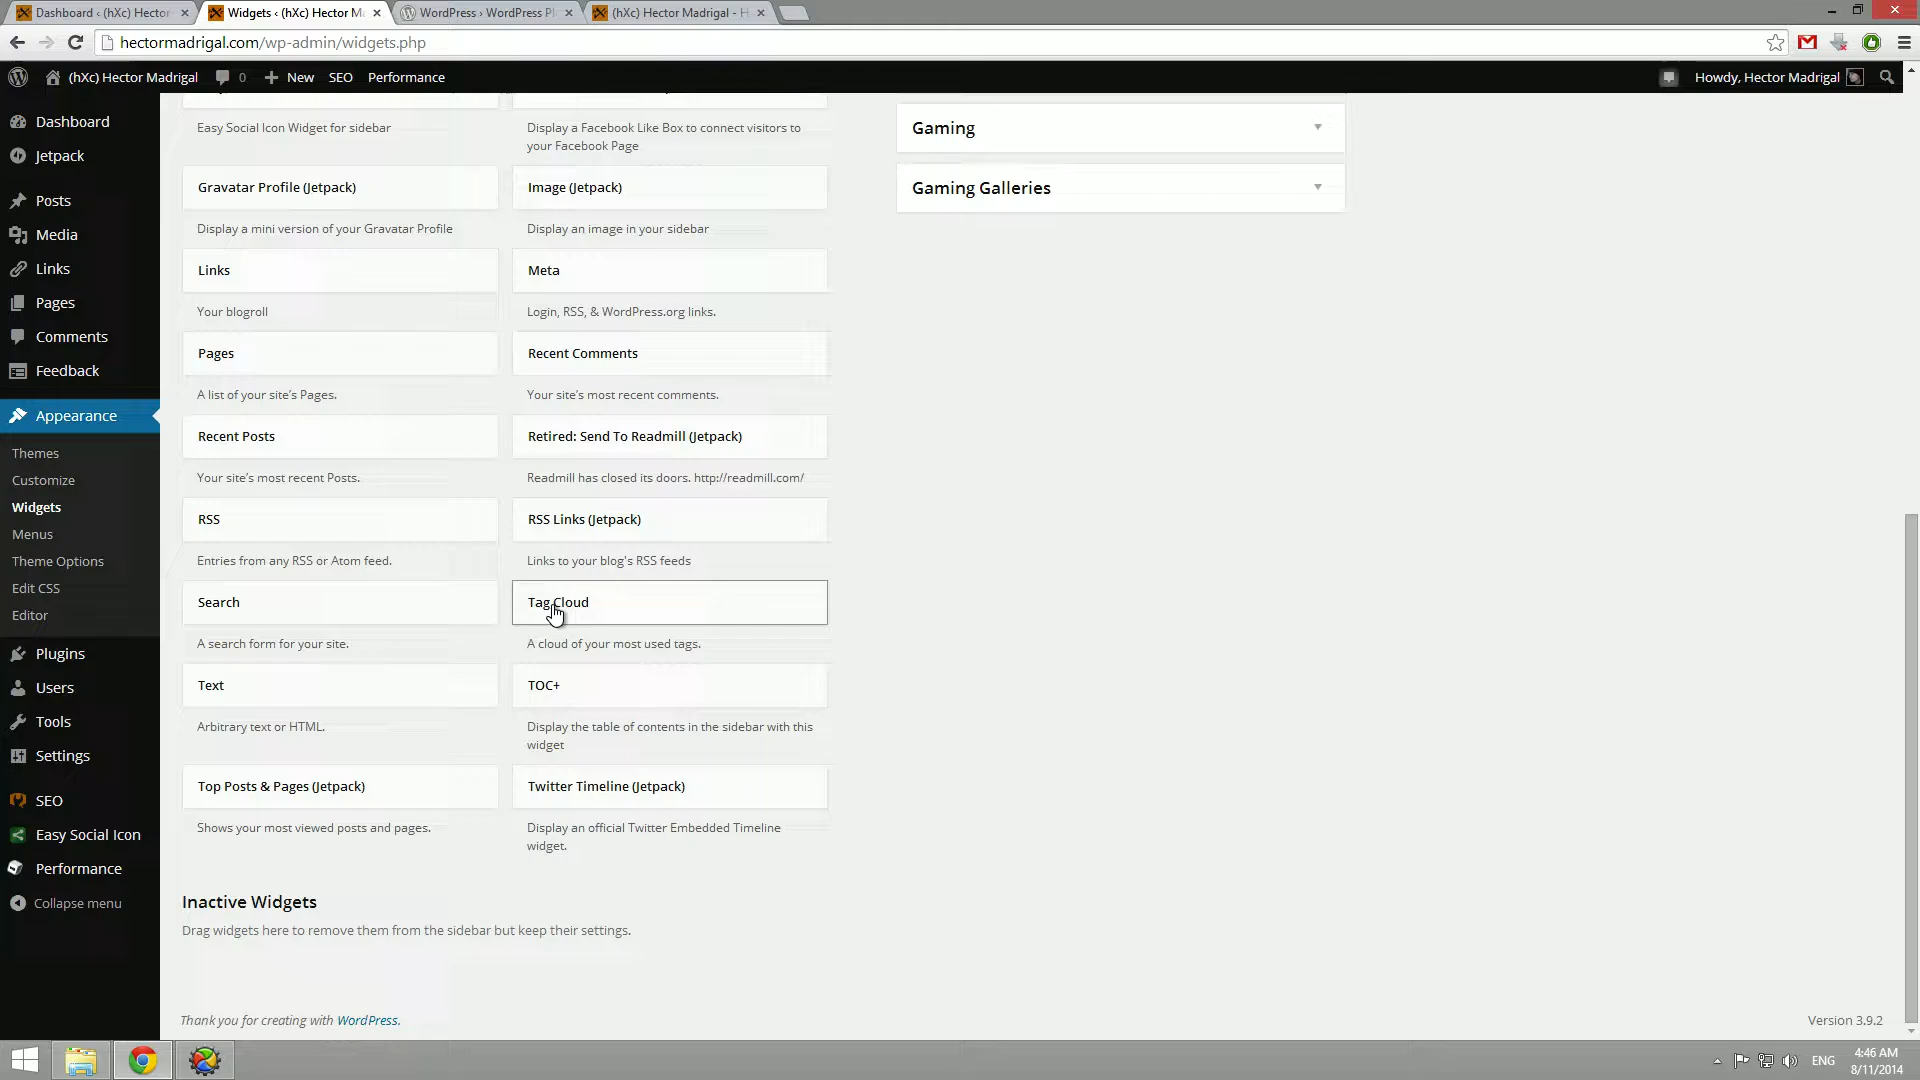 Dashboard ‹ (hXc) Hector
Widgets ‹ (hXc) Hector M
WordPress › WordPress Pl
(hXc) Hector Madrigal - H
hectormadrigal.com/wp-admin/widgets.php
(hXc) Hector Madrigal
0
New
SEO
Performance
Howdy, Hector Madrigal
Dashboard
Jetpack
Posts
Media
Links
Pages
Comments
Feedback
Appearance
Themes
Customize
Widgets
Menus
Theme Options
Edit CSS
Editor
Plugins
Users
Tools
Settings
SEO
Easy Social Icon
Performance
Collapse menu
Easy Social Icon Widget for sidebar
Display a Facebook Like Box to connect visitors to
your Facebook Page
Gravatar Profile (Jetpack)
Image (Jetpack)
Display a mini version of your Gravatar Profile
Display an image in your sidebar
Links
Meta
Your blogroll
Login, RSS, & WordPress.org links.
Pages
Recent Comments
A list of your site's Pages.
Your site's most recent comments.
Recent Posts
Retired: Send To Readmill (Jetpack)
Your site's most recent Posts.
Readmill has closed its doors. http://readmill.com/
RSS
RSS Links (Jetpack)
Entries from any RSS or Atom feed.
Links to your blog's RSS feeds
Search
Tag Cloud
A search form for your site.
A cloud of your most used tags.
Text
TOC+
Arbitrary text or HTML.
Display the table of contents in the sidebar with this
widget
Top Posts & Pages (Jetpack)
Twitter Timeline (Jetpack)
Shows your most viewed posts and pages.
Display an official Twitter Embedded Timeline
widget.
Gaming
Gaming Galleries
Inactive Widgets
Drag widgets here to remove them from the sidebar but keep their settings.
Thank you for creating with WordPress.
Version 3.9.2
ENG
4:46 AM
8/11/2014